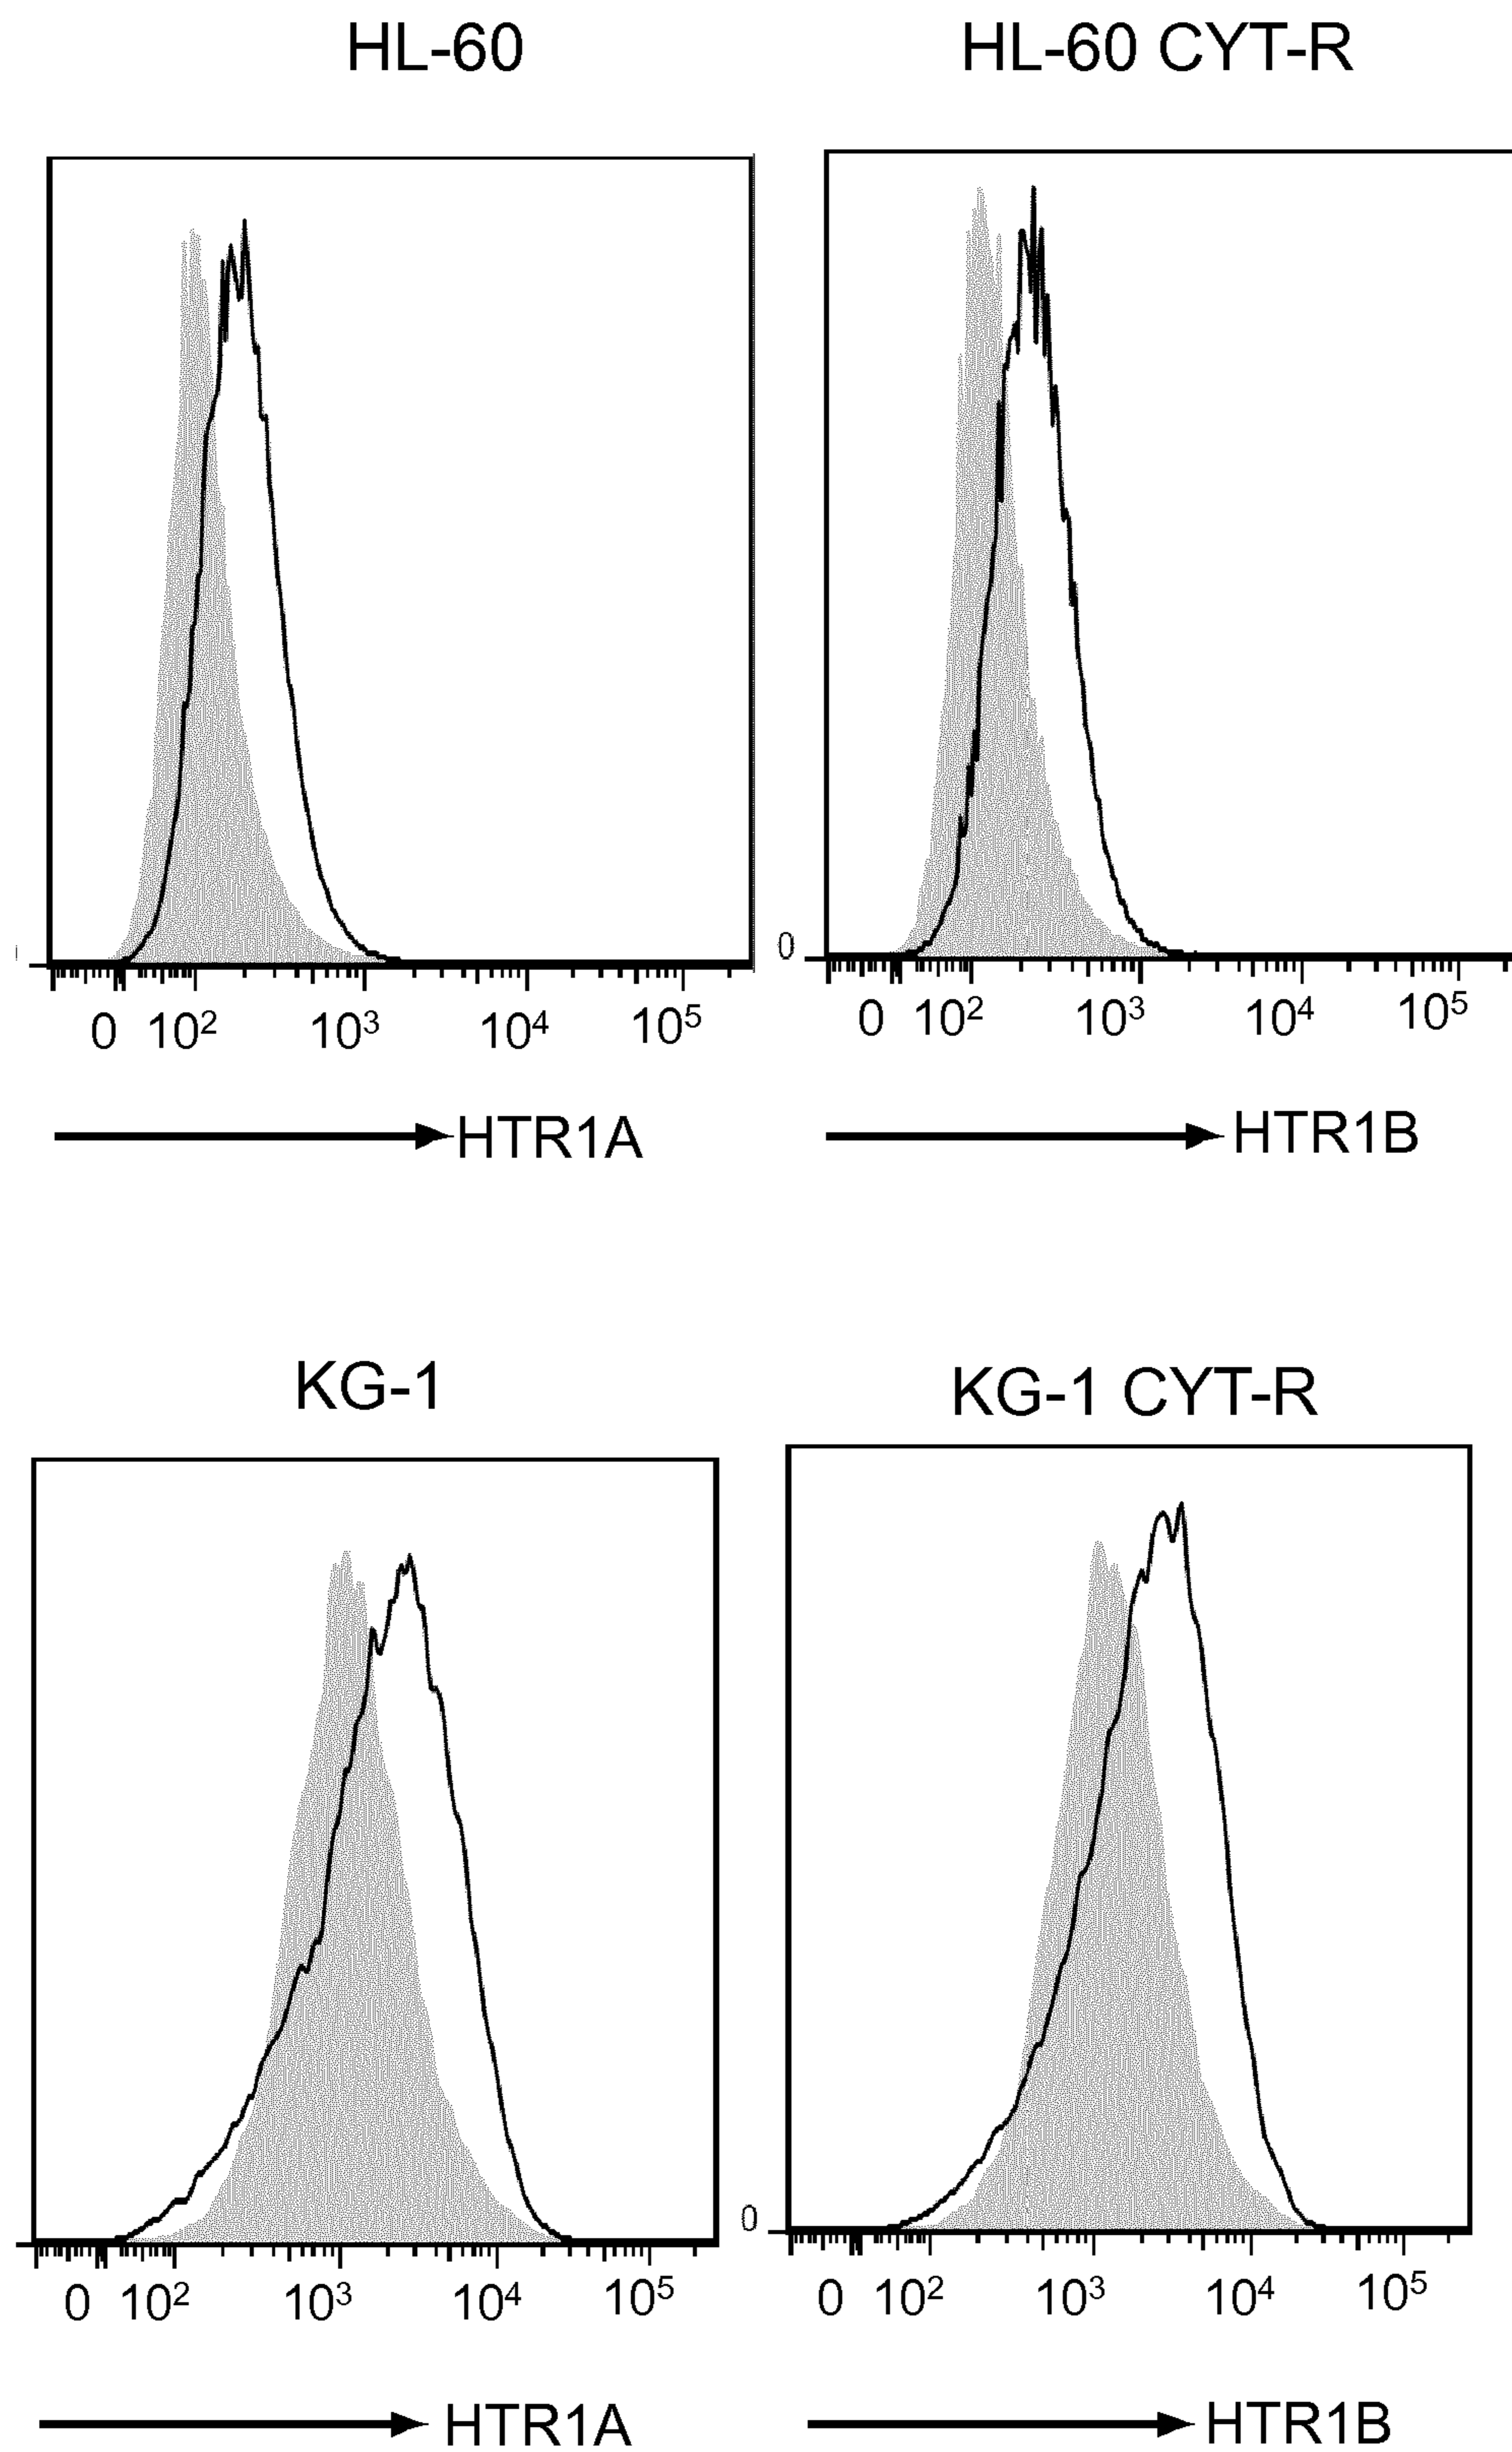 HL-60 HL-60 CYT-R
0
0 10² 10³ 10⁴ 10⁵ 0 10² 10³ 10⁴ 10⁵
HTR1A HTR1B
KG-1 KG-1 CYT-R
0
0 10² 10³ 10⁴ 10⁵ 0 10² 10³ 10⁴ 10⁵
HTR1A HTR1B